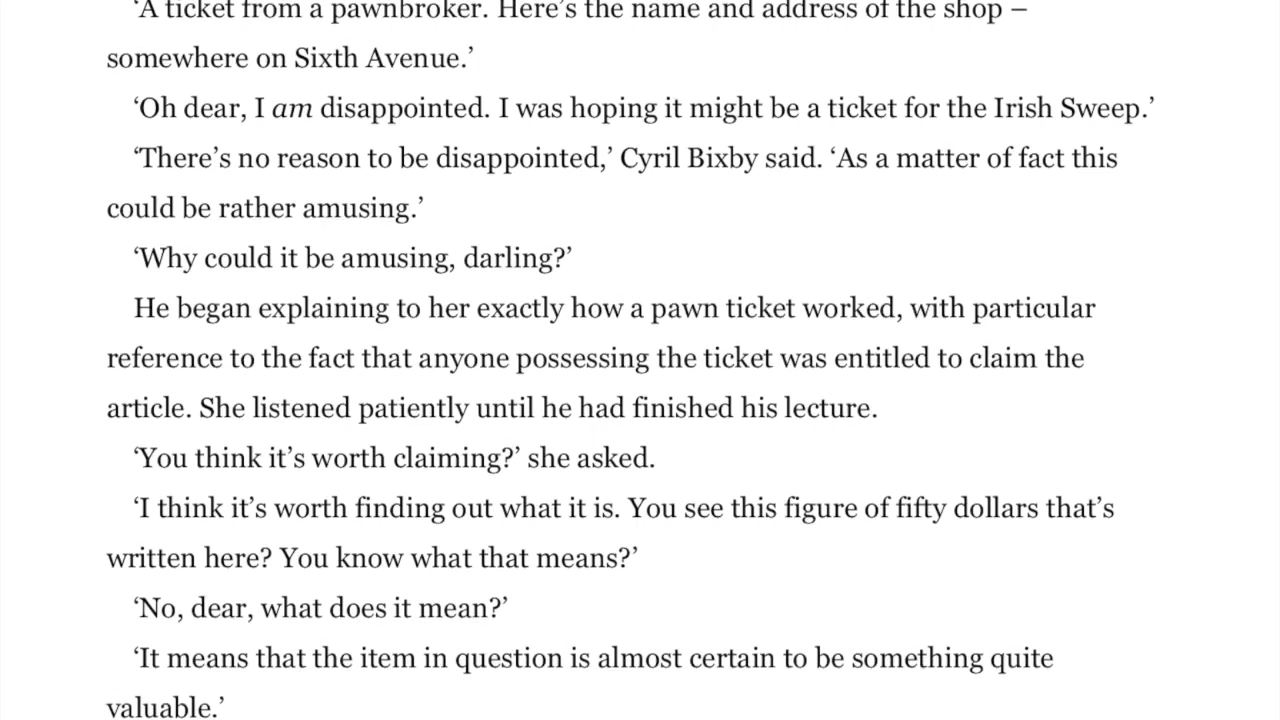 ‘A ticket from a pawnbroker. Here’s the name and address of the shop –
somewhere on Sixth Avenue.’
‘Oh dear, I am disappointed. I was hoping it might be a ticket for the Irish Sweep.’
‘There’s no reason to be disappointed,’ Cyril Bixby said. ‘As a matter of fact this
could be rather amusing.’
‘Why could it be amusing, darling?’
He began explaining to her exactly how a pawn ticket worked, with particular
reference to the fact that anyone possessing the ticket was entitled to claim the
article. She listened patiently until he had finished his lecture.
‘You think it’s worth claiming?’ she asked.
‘I think it’s worth finding out what it is. You see this figure of fifty dollars that’s
written here? You know what that means?’
‘No, dear, what does it mean?’
‘It means that the item in question is almost certain to be something quite
valuable.’